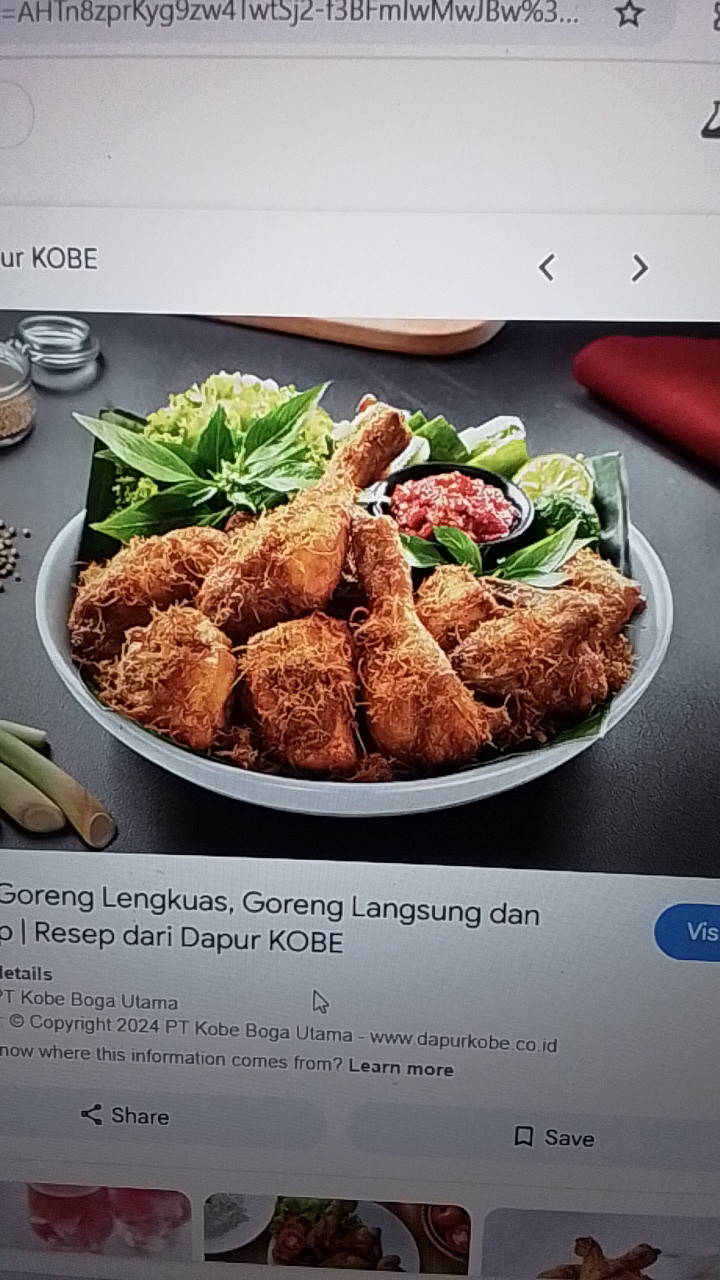 =AHTn8zprKyg9zw4TwtSj2-f3BFmIwMwJBw%3...
ur KOBE
Goreng Lengkuas, Goreng Langsung dan
p | Resep dari Dapur KOBE
details
PT Kobe Boga Utama
© Copyright 2024 PT Kobe Boga Utama - www.dapurkobe.co.id
now where this information comes from? Learn more
Vis
Share
Save